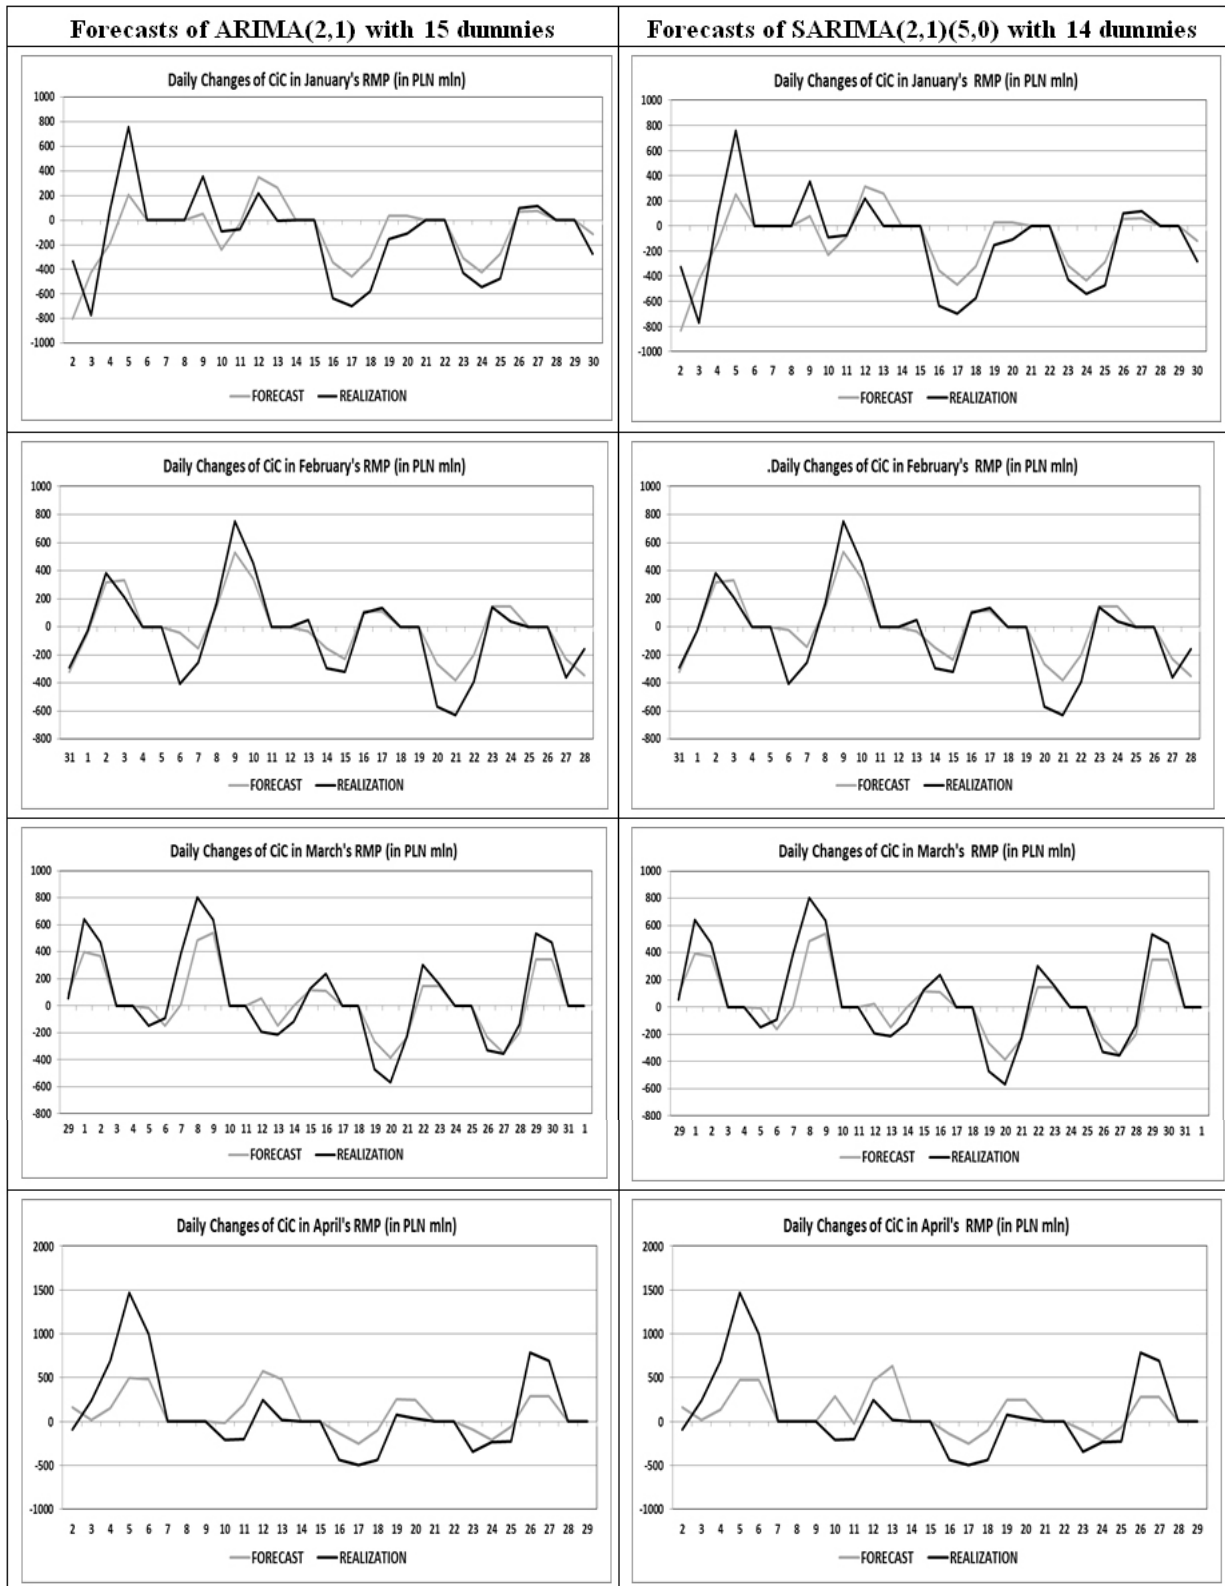 Forecasts of ARIMA(2,1) with 15 dummies
Forecasts of SARIMA(2,1)(5,0) with 14 dummies
Daily Changes of CiC in January's RMP (in PLN mln)
1000
800
600
400
200
0
-200
-400
-600
-800
-1000
2 3 4 5 6 7 8 9 10 11 12 13 14 15 16 17 18 19 20 21 22 23 24 25 26 27 28 29 30
FORECAST REALIZATION
Daily Changes of CiC in January's RMP (in PLN mln)
1000
800
600
400
200
0
-200
-400
-600
-800
-1000
2 3 4 5 6 7 8 9 10 11 12 13 14 15 16 17 18 19 20 21 22 23 24 25 26 27 28 29 30
FORECAST REALIZATION
Daily Changes of CiC in February's RMP (in PLN mln)
1000
800
600
400
200
0
-200
-400
-600
-800
31 1 2 3 4 5 6 7 8 9 10 11 12 13 14 15 16 17 18 19 20 21 22 23 24 25 26 27 28
FORECAST REALIZATION
.Daily Changes of CiC in February's RMP (in PLN mln)
1000
800
600
400
200
0
-200
-400
-600
-800
31 1 2 3 4 5 6 7 8 9 10 11 12 13 14 15 16 17 18 19 20 21 22 23 24 25 26 27 28
FORECAST REALIZATION
Daily Changes of CiC in March's RMP (in PLN mln)
1000
800
600
400
200
0
-200
-400
-600
-800
29 1 2 3 4 5 6 7 8 9 10 11 12 13 14 15 16 17 18 19 20 21 22 23 24 25 26 27 28 29 30 31 1
FORECAST REALIZATION
Daily Changes of CiC in March's RMP (in PLN mln)
1000
800
600
400
200
0
-200
-400
-600
-800
29 1 2 3 4 5 6 7 8 9 10 11 12 13 14 15 16 17 18 19 20 21 22 23 24 25 26 27 28 29 30 31 1
FORECAST REALIZATION
Daily Changes of CiC in April's RMP (in PLN mln)
2000
1500
1000
500
0
-500
-1000
2 3 4 5 6 7 8 9 10 11 12 13 14 15 16 17 18 19 20 21 22 23 24 25 26 27 28 29
FORECAST REALIZATION
Daily Changes of CiC in April's RMP (in PLN mln)
2000
1500
1000
500
0
-500
-1000
2 3 4 5 6 7 8 9 10 11 12 13 14 15 16 17 18 19 20 21 22 23 24 25 26 27 28 29
FORECAST REALIZATION